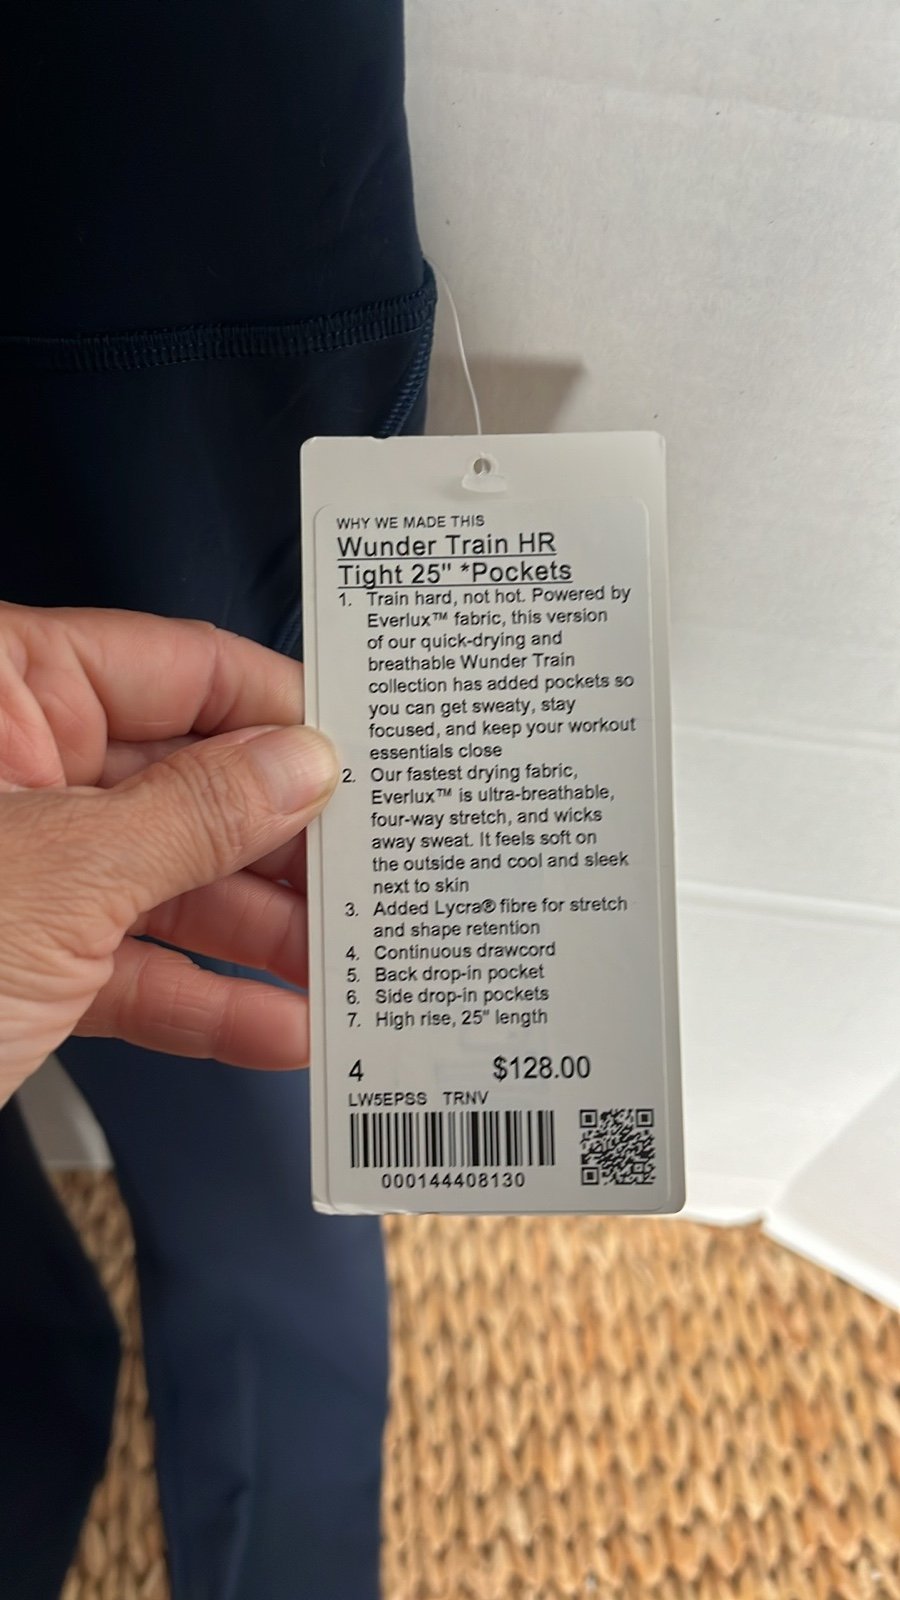 WHY WE MADE THIS
Wunder Train HR
Tight 25" *Pockets
1. Train hard, not hot. Powered by
Everlux™ fabric, this version
of our quick-drying and
breathable Wunder Train
collection has added pockets so
you can get sweaty, stay
focused, and keep your workout
essentials close
2. Our fastest drying fabric,
Everlux™ is ultra-breathable,
four-way stretch, and wicks
away sweat. It feels soft on
the outside and cool and sleek
next to skin
3. Added Lycra® fibre for stretch
and shape retention
4. Continuous drawcord
5. Back drop-in pocket
6. Side drop-in pockets
7. High rise, 25" length
4 $128.00
LW5EPSS TRNV
000144408130